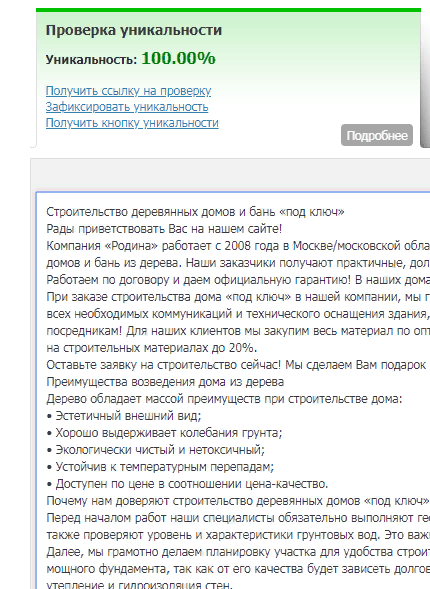 Проверка уникальности
Уникальность: 100.00%
Получить ссылку на проверку
Зафиксировать уникальность
Получить кнопку уникальности
Подробнее
Строительство деревянных домов и бань «под ключ»
Рады приветствовать Вас на нашем сайте!
Компания «Родина» работает с 2008 года в Москве/московской обла
домов и бань из дерева. Наши заказчики получают практичные, дол
Работаем по договору и даем официальную гарантию! В наших дома
При заказе строительства дома «под ключ» в нашей компании, мы г
всех необходимых коммуникаций и технического оснащения здания,
посредникам! Для наших клиентов мы закупим весь материал по опт
на строительных материалах до 20%.
Оставьте заявку на строительство сейчас! Мы сделаем Вам подарок
Преимущества возведения дома из дерева
Дерево обладает массой преимуществ при строительстве дома:
• Эстетичный внешний вид;
• Хорошо выдерживает колебания грунта;
• Экологически чистый и нетоксичный;
• Устойчив к температурным перепадам;
• Доступен по цене в соотношении цена-качество.
Почему нам доверяют строительство деревянных домов «под ключ»
Перед началом работ наши специалисты обязательно выполняют ге
также проверяют уровень и характеристики грунтовых вод. Это важ
Далее, мы грамотно делаем планировку участка для удобства строит
мощного фундамента, так как от его качества будет зависеть долгов
утепление и гидроизоляция стен.